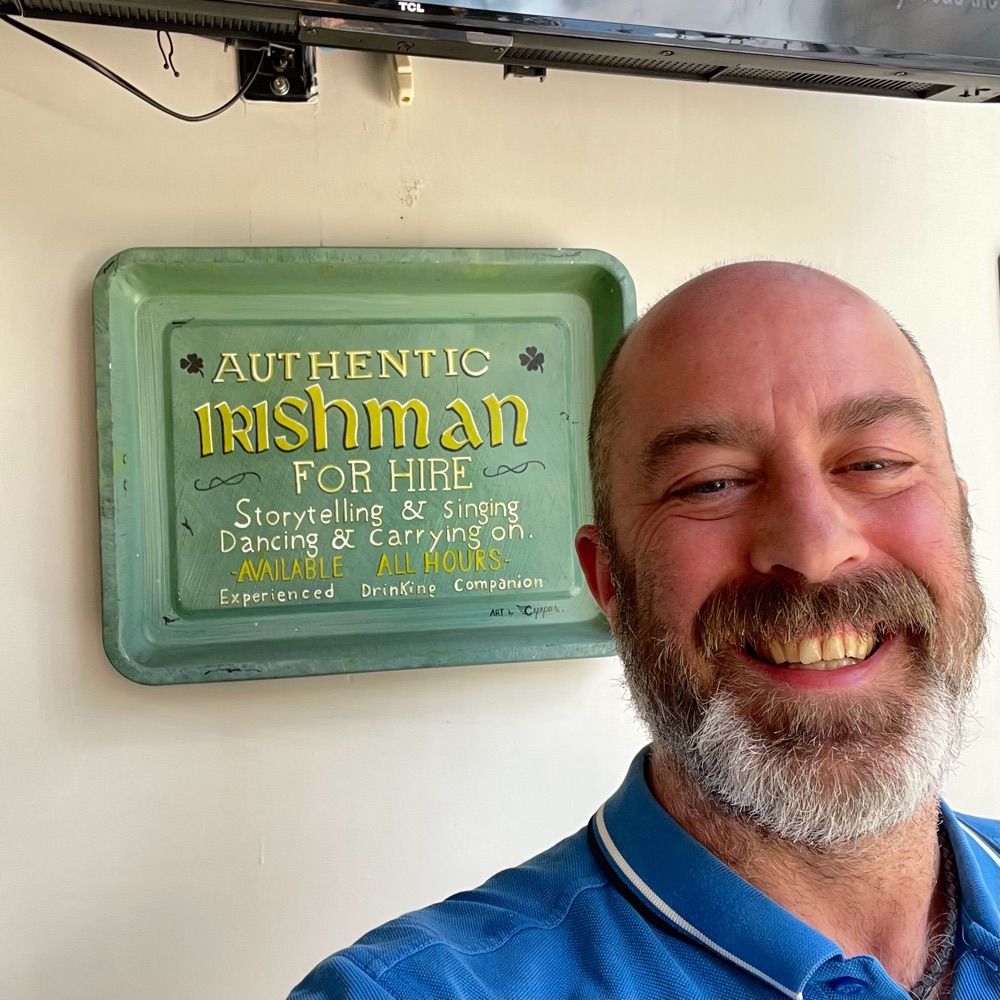 TCL
AUTHENTIC
IRISHMAN
FOR HIRE
Storytelling & singing
Dancing & carrying on.
-AVAILABLE ALL HOURS-
Experienced Drinking Companion
ART by